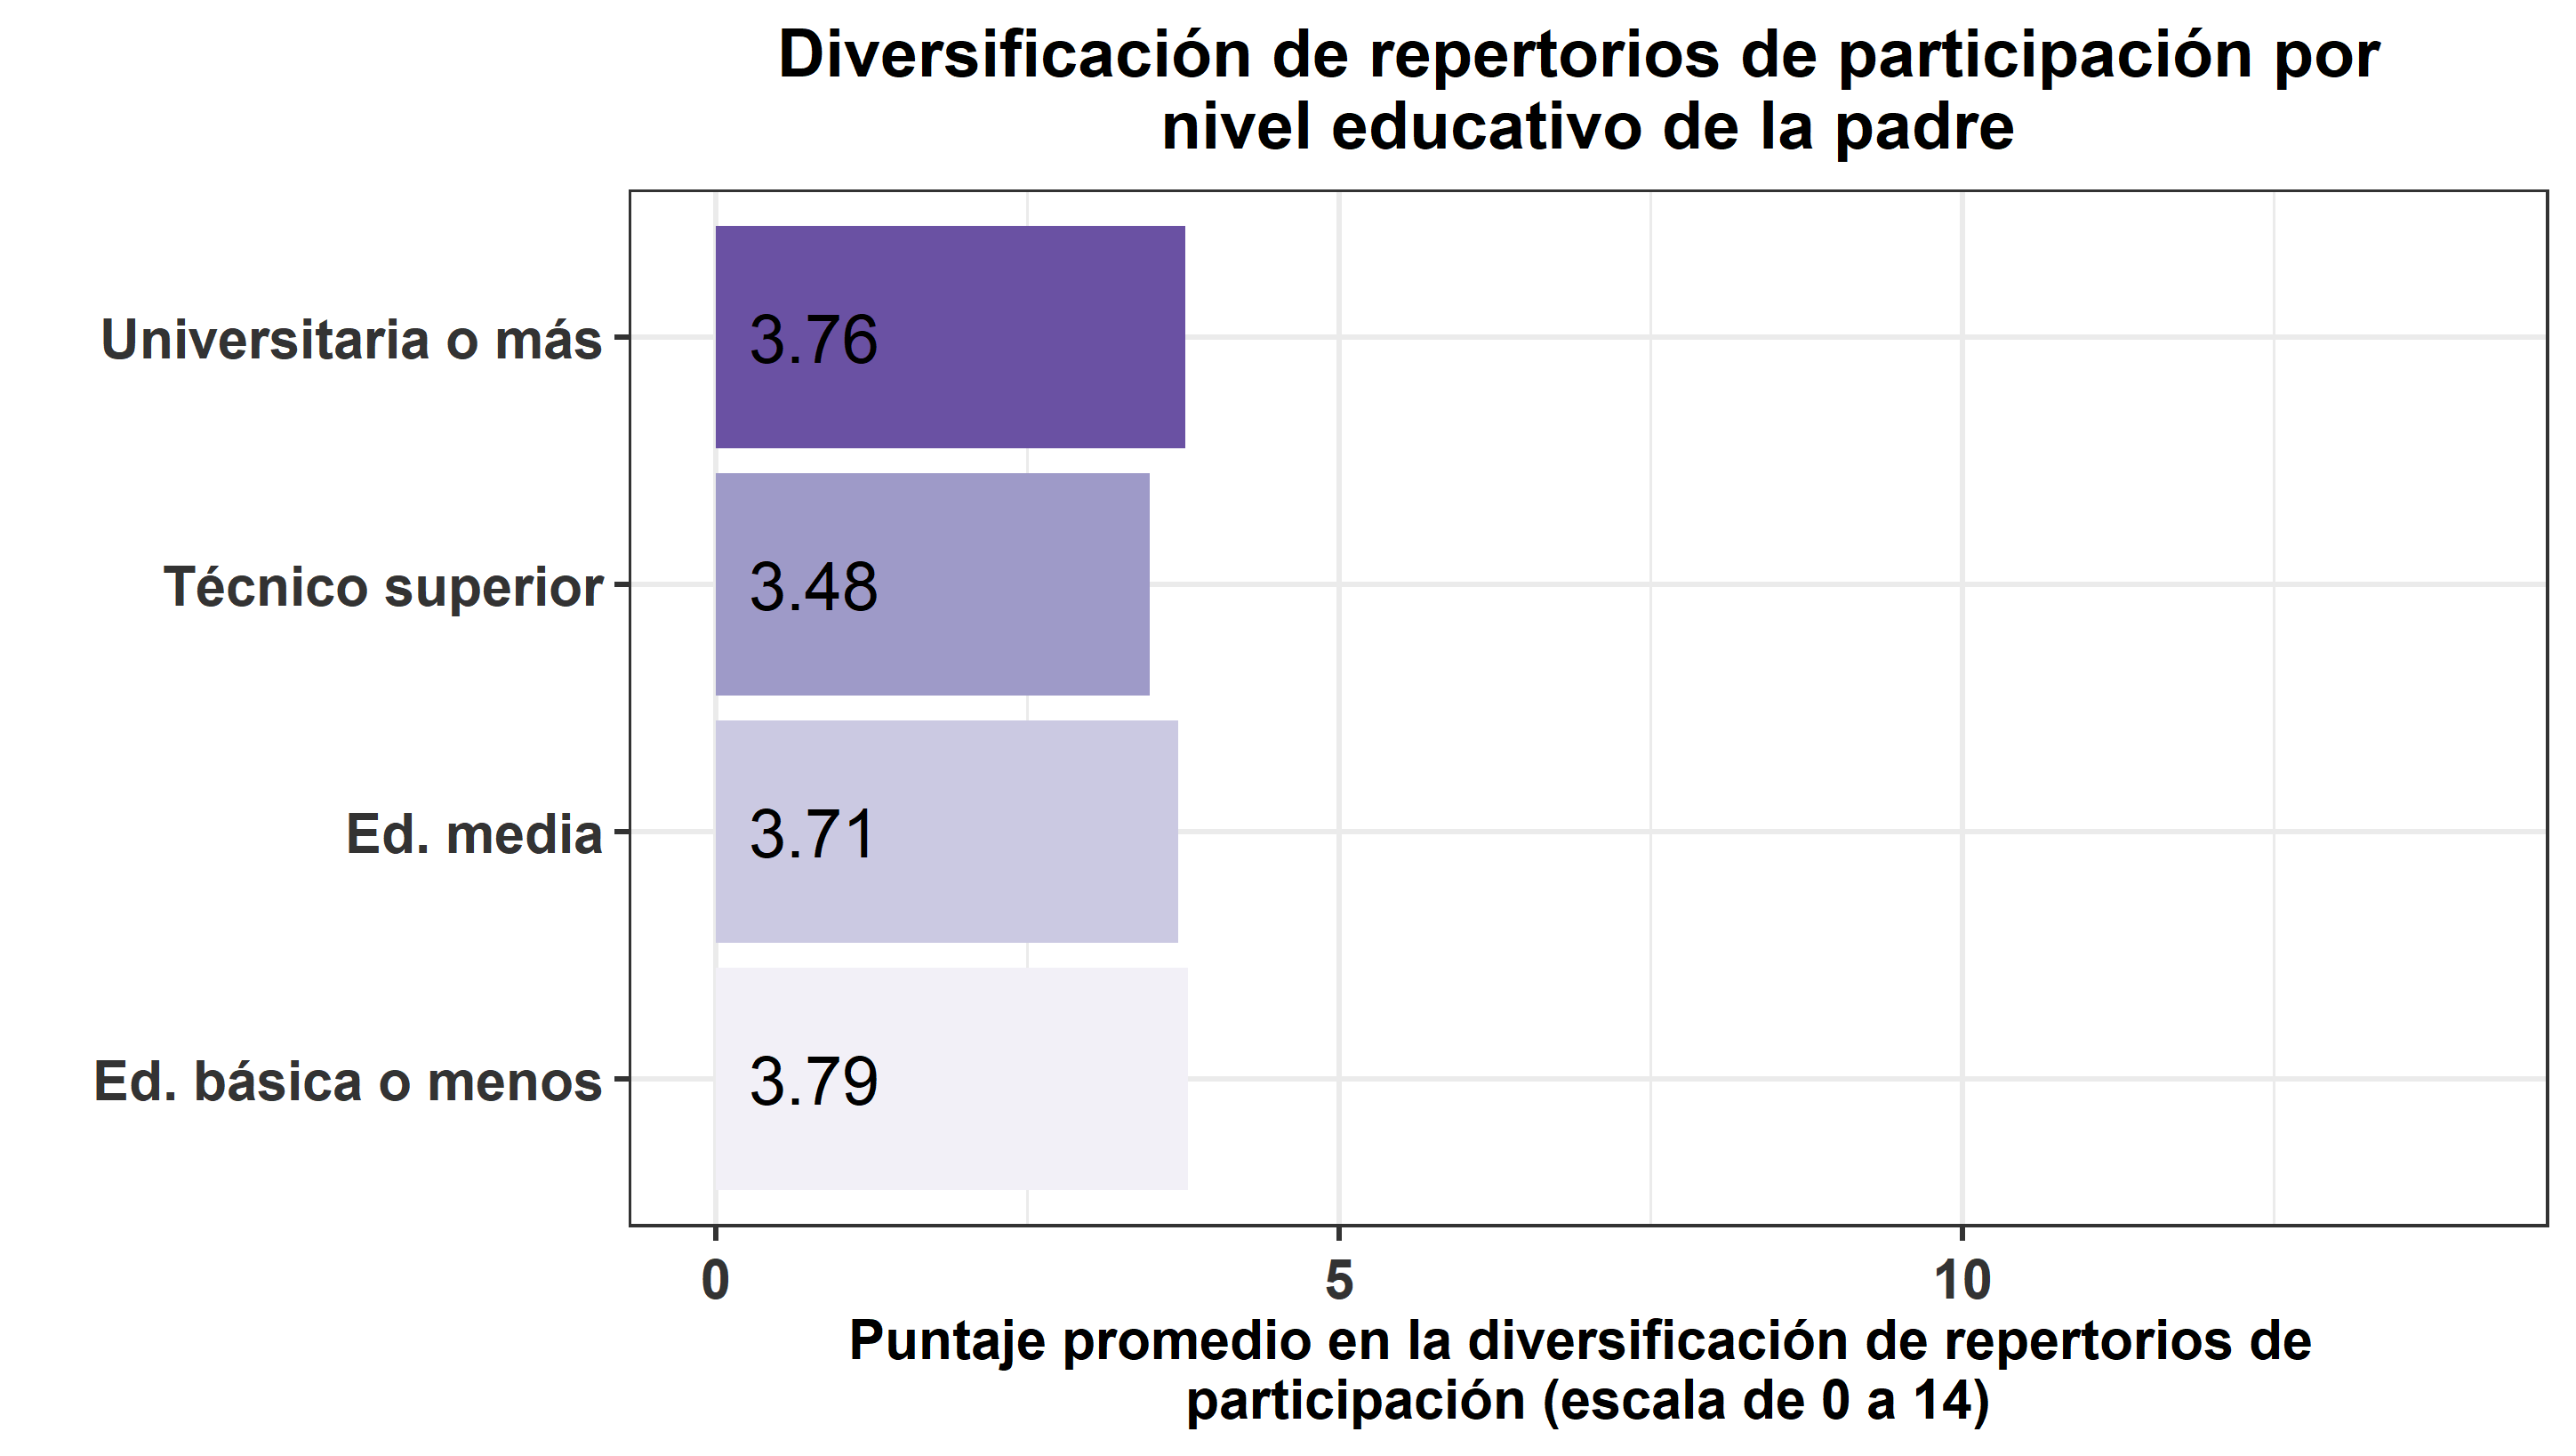 Diversificación de repertorios de participación por
nivel educativo de la padre
Universitaria o más
3.76
Técnico superior
3.48
Ed. media
3.71
Ed. básica o menos
3.79
0
5
10
Puntaje promedio en la diversificación de repertorios de
participación (escala de 0 a 14)